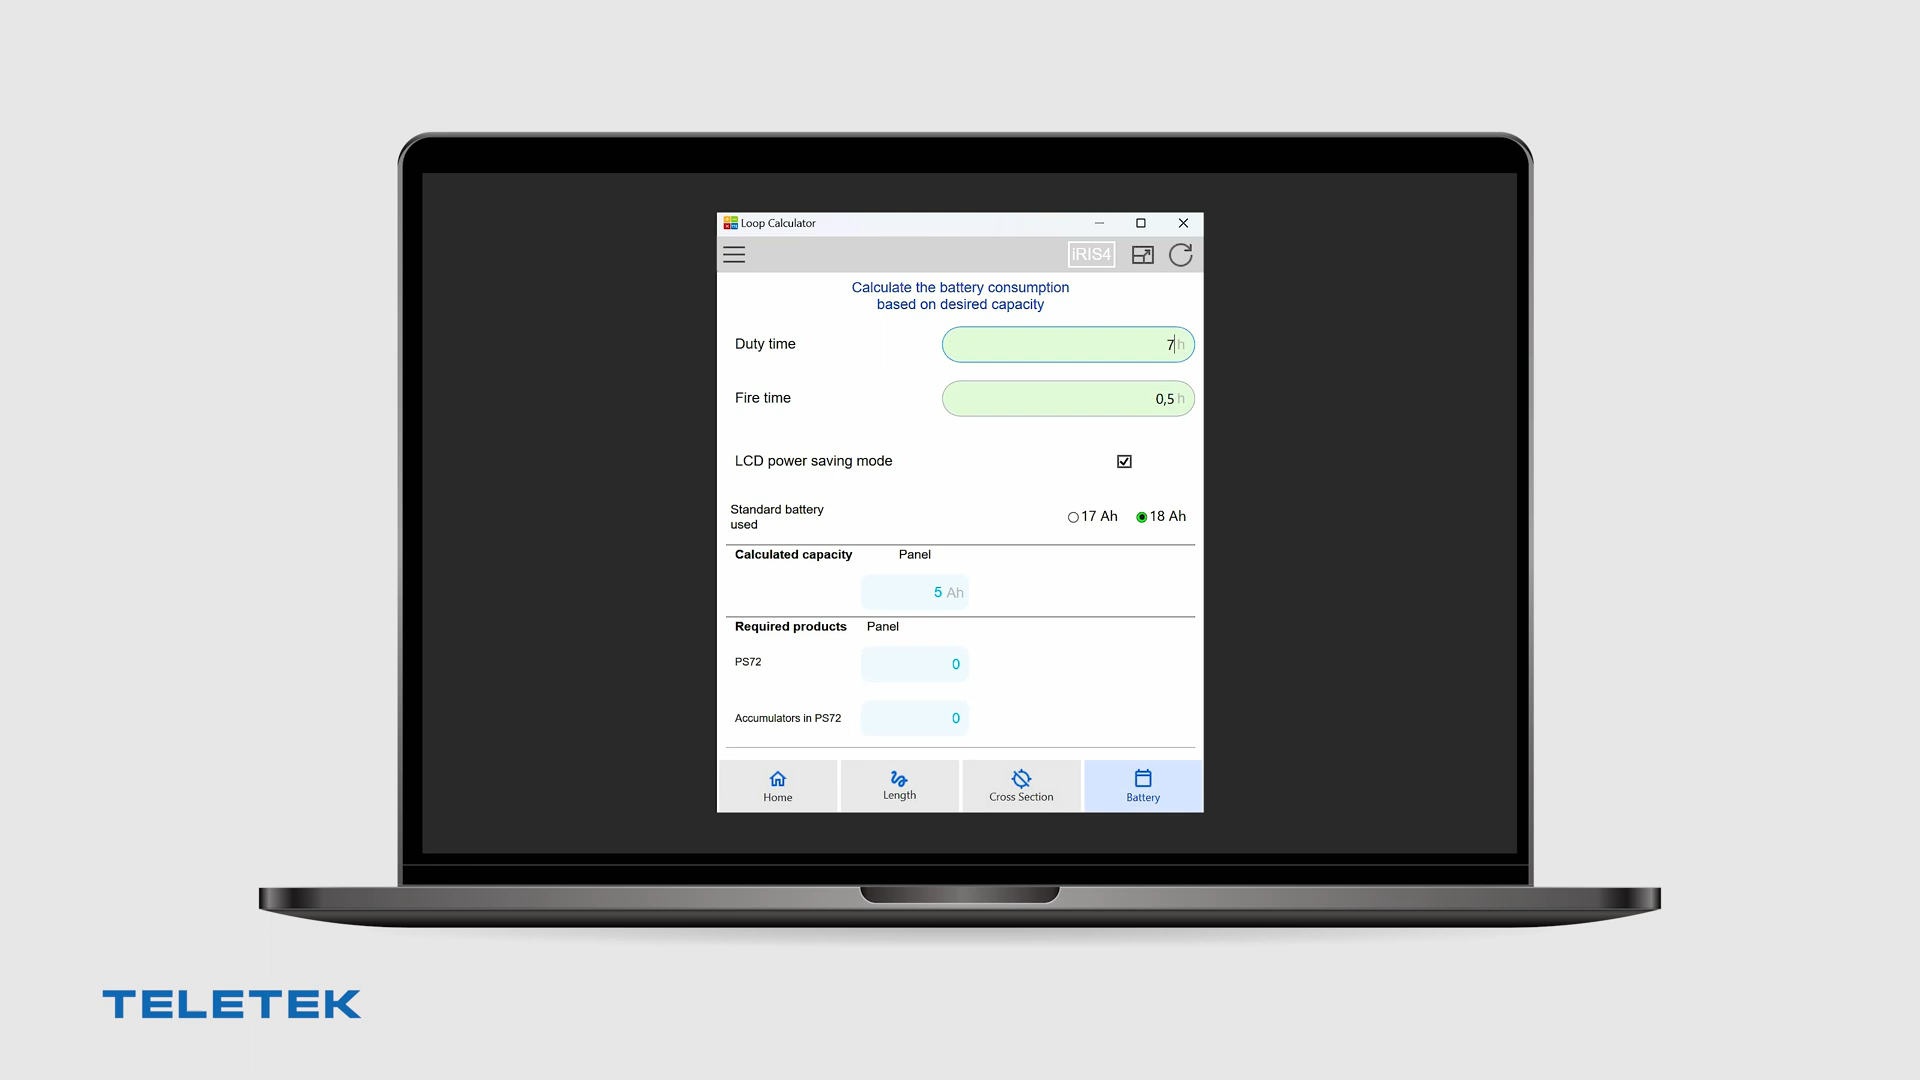 Loop Calculator
iRIS4
Calculate the battery consumption
based on desired capacity
Duty time 7 h
Fire time 0,5 h
LCD power saving mode
Standard battery
used
17 Ah 18 Ah
Calculated capacity Panel
5 Ah
Required products Panel
PS72 0
Accumulators in PS72 0
Home Length Cross Section Battery
TELETEK